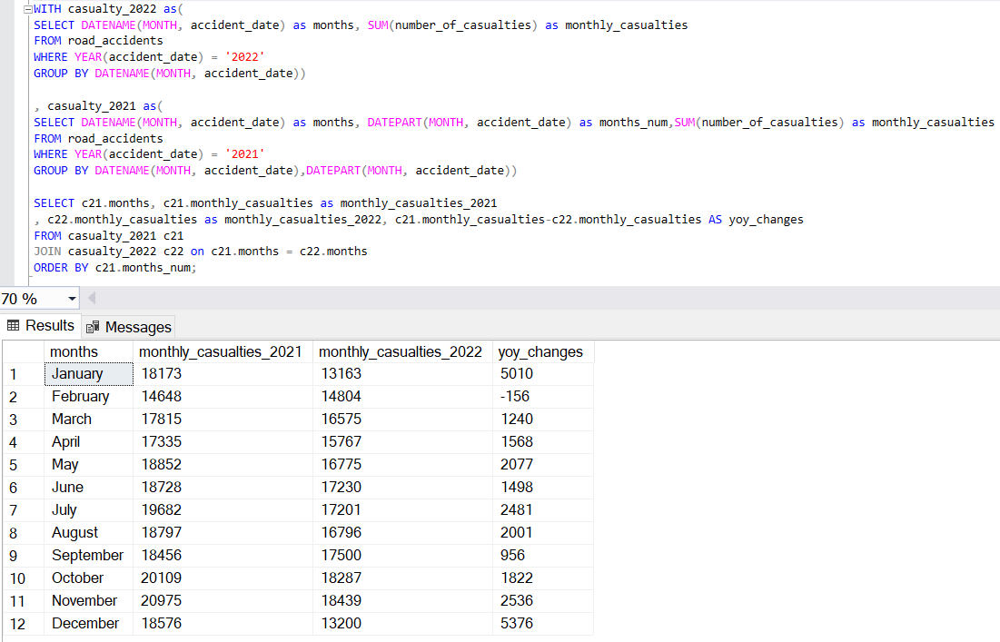 WITH casualty_2022 as(
SELECT DATENAME(MONTH, accident_date) as months, SUM(number_of_casualties) as monthly_casualties
FROM road_accidents
WHERE YEAR(accident_date) = '2022'
GROUP BY DATENAME(MONTH, accident_date))
, casualty_2021 as(
SELECT DATENAME(MONTH, accident_date) as months, DATEPART(MONTH, accident_date) as months_num,SUM(number_of_casualties) as monthly_casualties
FROM road_accidents
WHERE YEAR(accident_date) = '2021'
GROUP BY DATENAME(MONTH, accident_date),DATEPART(MONTH, accident_date))
SELECT c21.months, c21.monthly_casualties as monthly_casualties_2021
, c22.monthly_casualties as monthly_casualties_2022, c21.monthly_casualties-c22.monthly_casualties AS yoy_changes
FROM casualty_2021 c21
JOIN casualty_2022 c22 on c21.months = c22.months
ORDER BY c21.months_num;
70 %
Results Messages
months monthly_casualties_2021 monthly_casualties_2022 yoy_changes
1 January 18173 13163 5010
2 February 14648 14804 -156
3 March 17815 16575 1240
4 April 17335 15767 1568
5 May 18852 16775 2077
6 June 18728 17230 1498
7 July 19682 17201 2481
8 August 18797 16796 2001
9 September 18456 17500 956
10 October 20109 18287 1822
11 November 20975 18439 2536
12 December 18576 13200 5376